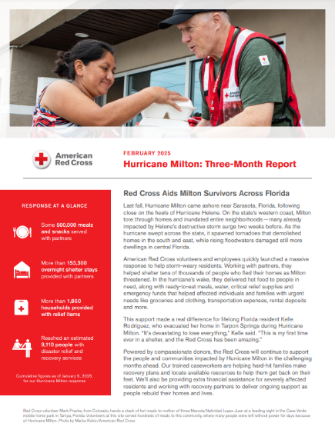 American
Red Cross
FEBRUARY 2025
Hurricane Milton: Three-Month Report
RESPONSE AT A GLANCE
Some 500,000 meals
and snacks served
with partners
More than 155,300
overnight shelter stays
provided with partners
More than 1,900
households provided
with relief items
Reached an estimated
9,110 people with
disaster relief and
recovery services
Cumulative figures as of January 6, 2025,
for our Hurricane Milton response
Red Cross Aids Milton Survivors Across Florida
Last fall, Hurricane Milton came ashore near Sarasota, Florida, following
close on the heels of Hurricane Helene. On the state's western coast, Milton
tore through homes and inundated entire neighborhoods—many already
impacted by Helene's destructive storm surge two weeks before. As the
hurricane swept across the state, it spawned tornadoes that demolished
homes in the south and east, while rising floodwaters damaged still more
dwellings in central Florida.
American Red Cross volunteers and employees quickly launched a massive
response to help storm-weary residents. Working with partners, they
helped shelter tens of thousands of people who fled their homes as Milton
threatened. In the hurricane's wake, they delivered hot food to people in
need, along with ready-to-eat meals, water, critical relief supplies and
emergency funds that helped affected individuals and families with urgent
needs like groceries and clothing, transportation expenses, rental deposits
and more.
This support made a real difference for lifelong Florida resident Kelle
Rodriguez, who evacuated her home in Tarpon Springs during Hurricane
Milton. "It's devastating to lose everything," Kelle said. "This is my first time
ever in a shelter, and the Red Cross has been amazing."
Powered by compassionate donors, the Red Cross will continue to support
the people and communities impacted by Hurricane Milton in the challenging
months ahead. Our trained caseworkers are helping hard-hit families make
recovery plans and locate available resources to help them get back on their
feet. We'll also be providing extra financial assistance for severely affected
residents and working with recovery partners to deliver ongoing support as
people rebuild their homes and lives.